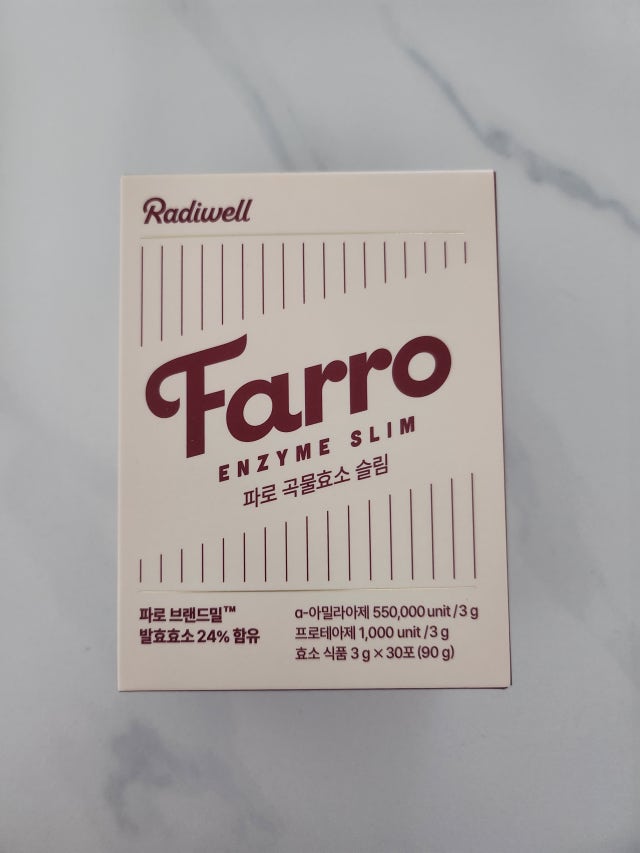 Radiwell
Farro
ENZYME SLIM
파로 곡물효소 슬림
파로 브랜드밀™
발효효소 24% 함유
α-아밀라아제 550,000 unit /3 g
프로테아제 1,000 unit /3 g
효소 식품 3 g × 30포 (90 g)